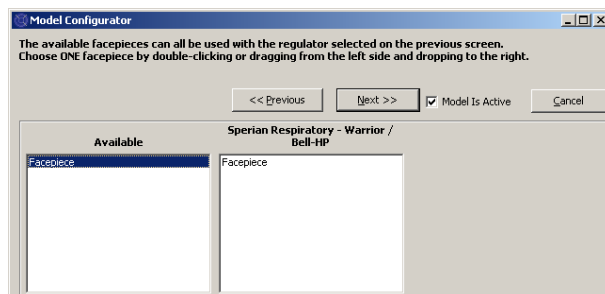 Model Configurator
The available facepieces can all be used with the regulator selected on the previous screen.
Choose ONE facepiece by double-clicking or dragging from the left side and dropping to the right.
<< Previous Next >> Model Is Active Cancel
Sperian Respiratory - Warrior /
Available Bell-HP
Facepiece Facepiece